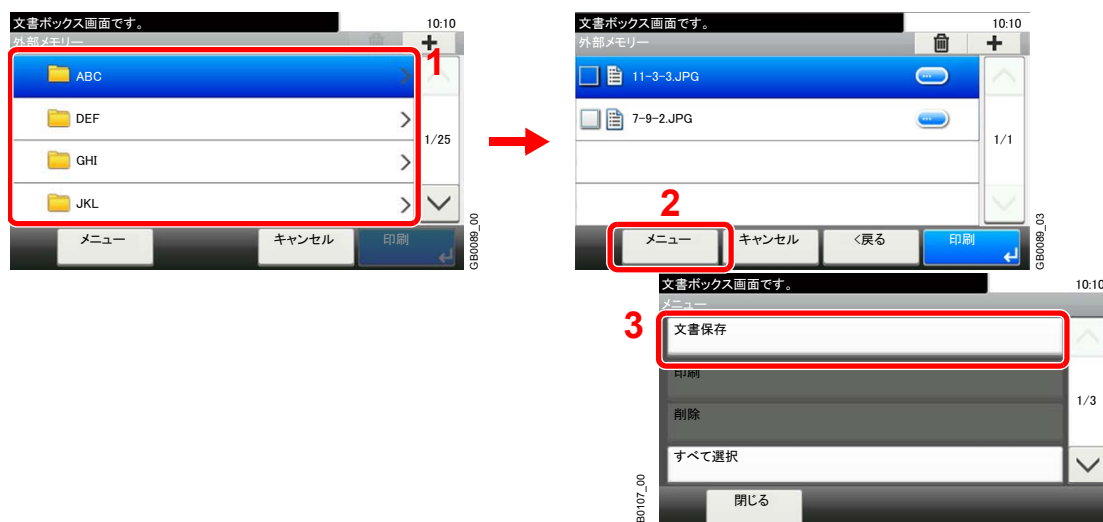 文書ボックス画面です。
10:10
外部メモリー
1
ABC
DEF
1/25
GHI
JKL
メニュー
キャンセル
印刷
GB0089_00
文書ボックス画面です。
10:10
外部メモリー
11-3-3.JPG
7-9-2.JPG
1/1
2
メニュー
キャンセル
<戻る
印刷
GB0089_03
文書ボックス画面です。
10:10
メニュー
3
文書保存
印刷
1/3
削除
すべて選択
閉じる
B0107_00